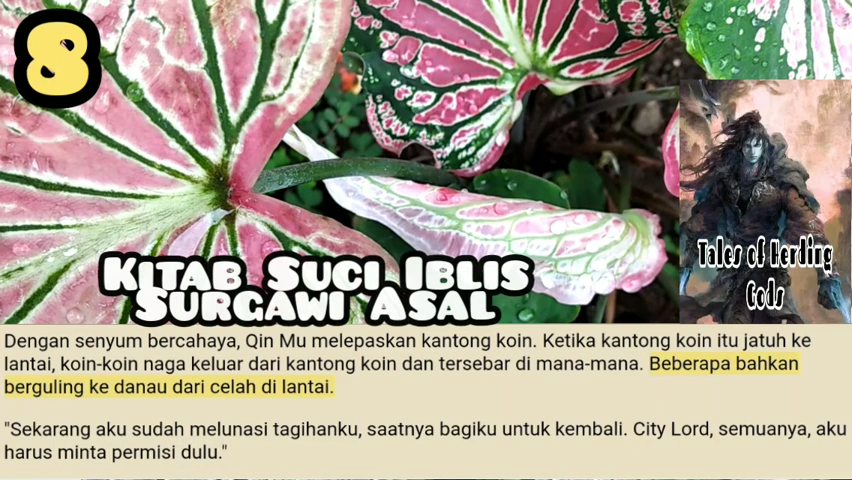 8
Kitab Suci Iblis
Surgawi Asal
Tales of Herding
Gods
Dengan senyum bercahaya, Qin Mu melepaskan kantong koin. Ketika kantong koin itu jatuh ke
lantai, koin-koin naga keluar dari kantong koin dan tersebar di mana-mana. Beberapa bahkan
berguling ke danau dari celah di lantai.
"Sekarang aku sudah melunasi tagihanku, saatnya bagiku untuk kembali. City Lord, semuanya, aku
harus minta permisi dulu."